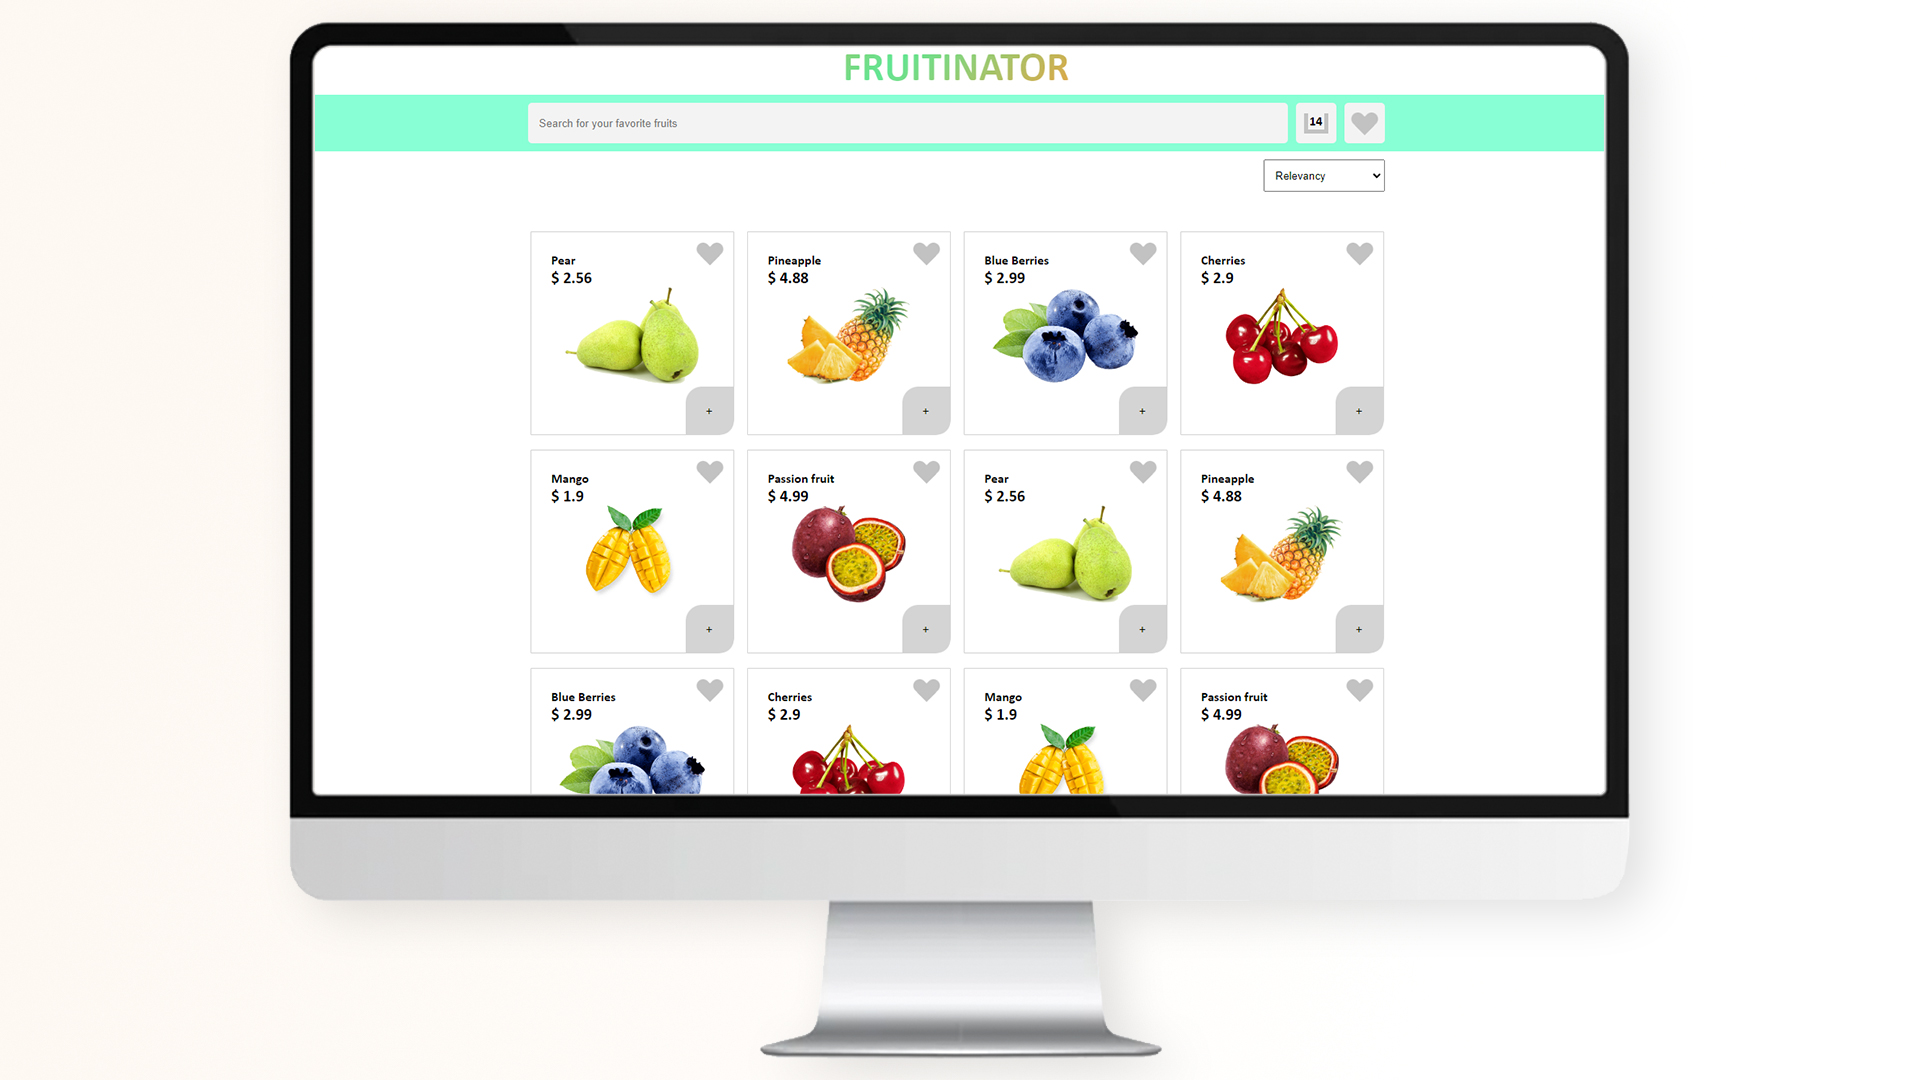 FRUITINATOR
Search for your favorite fruits
14
Relevancy
Pear
$ 2.56
+
Pineapple
$ 4.88
+
Blue Berries
$ 2.99
+
Cherries
$ 2.9
+
Mango
$ 1.9
+
Passion fruit
$ 4.99
+
Pear
$ 2.56
+
Pineapple
$ 4.88
+
Blue Berries
$ 2.99
Cherries
$ 2.9
Mango
$ 1.9
Passion fruit
$ 4.99